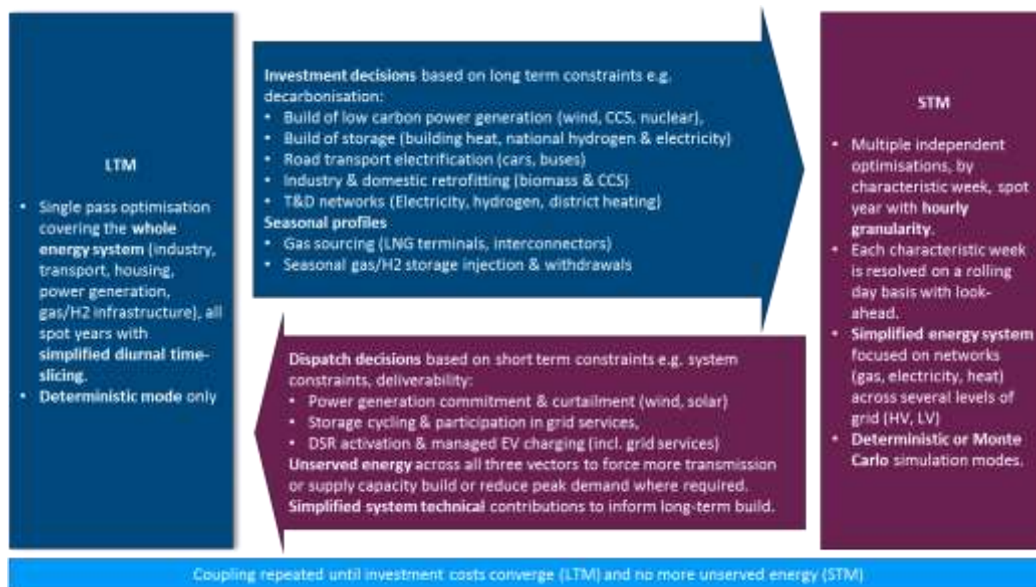 LTM
• Single pass optimisation
covering the whole
energy system (industry,
transport, housing,
power generation,
gas/H2 infrastructure), all
spot years with
simplified diurnal time-
slicing.
• Deterministic mode only
Investment decisions based on long term constraints e.g.
decarbonisation:
• Build of low carbon power generation (wind, CCS, nuclear),
• Build of storage (building heat, national hydrogen & electricity)
• Road transport electrification (cars, buses)
• Industry & domestic retrofitting (biomass & CCS)
• T&D networks (Electricity, hydrogen, district heating)
Seasonal profiles
• Gas sourcing (LNG terminals, interconnectors)
• Seasonal gas/H2 storage injection & withdrawals
Dispatch decisions based on short term constraints e.g. system
constraints, deliverability:
• Power generation commitment & curtailment (wind, solar)
• Storage cycling & participation in grid services,
• DSR activation & managed EV charging (incl. grid services)
Unserved energy across all three vectors to force more transmission
or supply capacity build or reduce peak demand where required.
Simplified system technical contributions to inform long-term build.
STM
• Multiple independent
optimisations, by
characteristic week, spot
year with hourly
granularity.
• Each characteristic week
is resolved on a rolling
day basis with look-
ahead.
• Simplified energy system
focused on networks
(gas, electricity, heat)
across several levels of
grid (HV, LV)
• Deterministic or Monte
Carlo simulation modes.
Coupling repeated until investment costs converge (LTM) and no more unserved energy (STM)